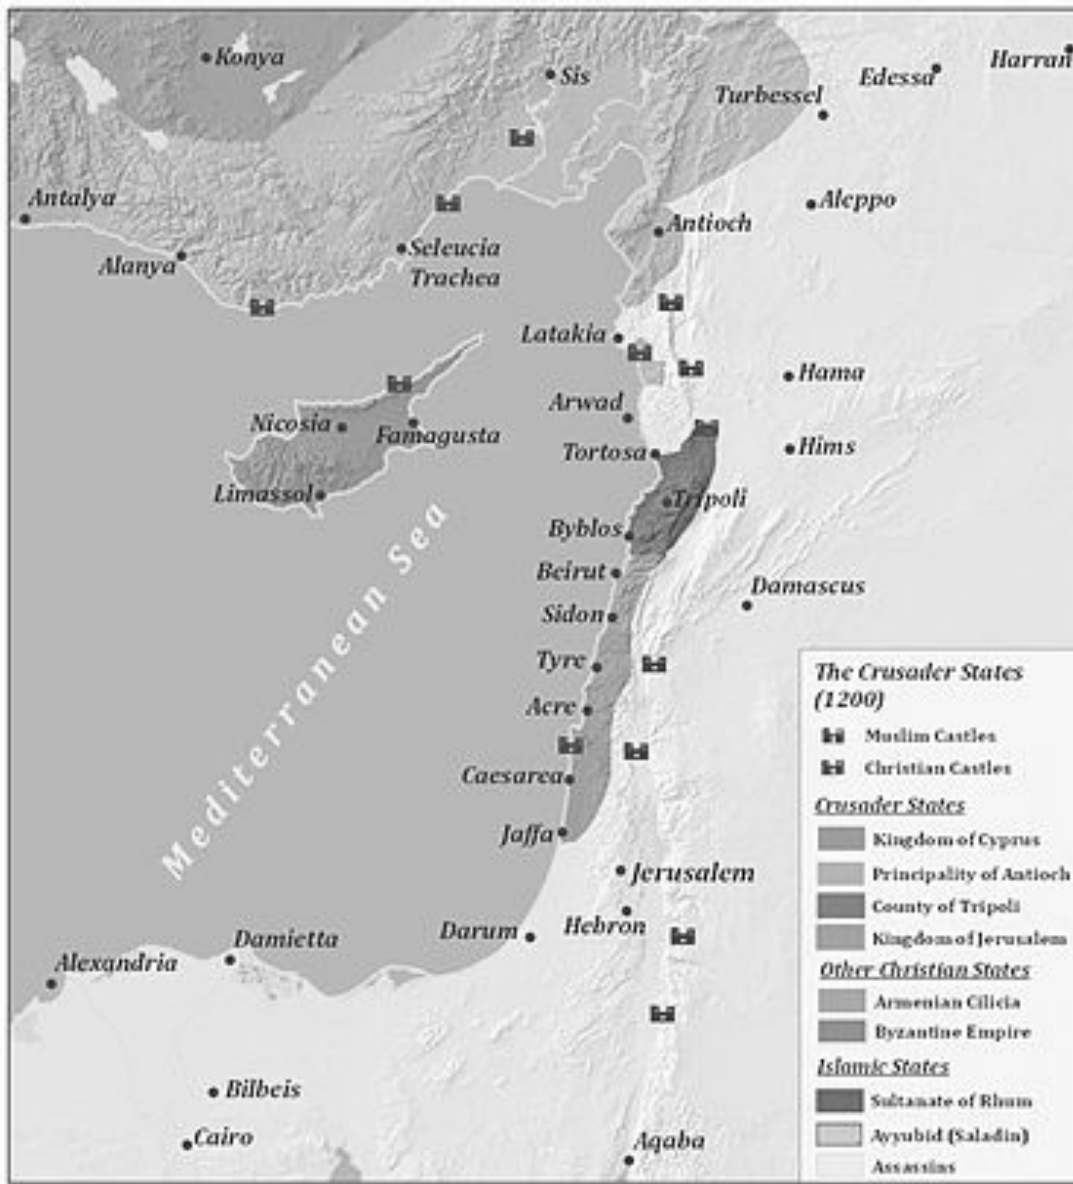 Konya
Sis
Edessa
Harran
Turbessel
Antalya
Aleppo
Antioch
Alanya
Seleucia
Trachea
Latakia
Hama
Arwad
Nicosia
Famagusta
Tortosa
Hims
Limassol
Tripoli
Byblos
Mediterranean Sea
Beirut
Damascus
Sidon
Tyre
Acre
Caesarea
Jaffa
Jerusalem
Hebron
Darum
Damietta
Alexandria
Bilbeis
Cairo
Aqaba
The Crusader States
(1200)
Muslim Castles
Christian Castles
Crusader States
Kingdom of Cyprus
Principality of Antioch
County of Tripoli
Kingdom of Jerusalem
Other Christian States
Armenian Cilicia
Byzantine Empire
Islamic States
Sultanate of Rhum
Ayyubid (Saladin)
Assassins